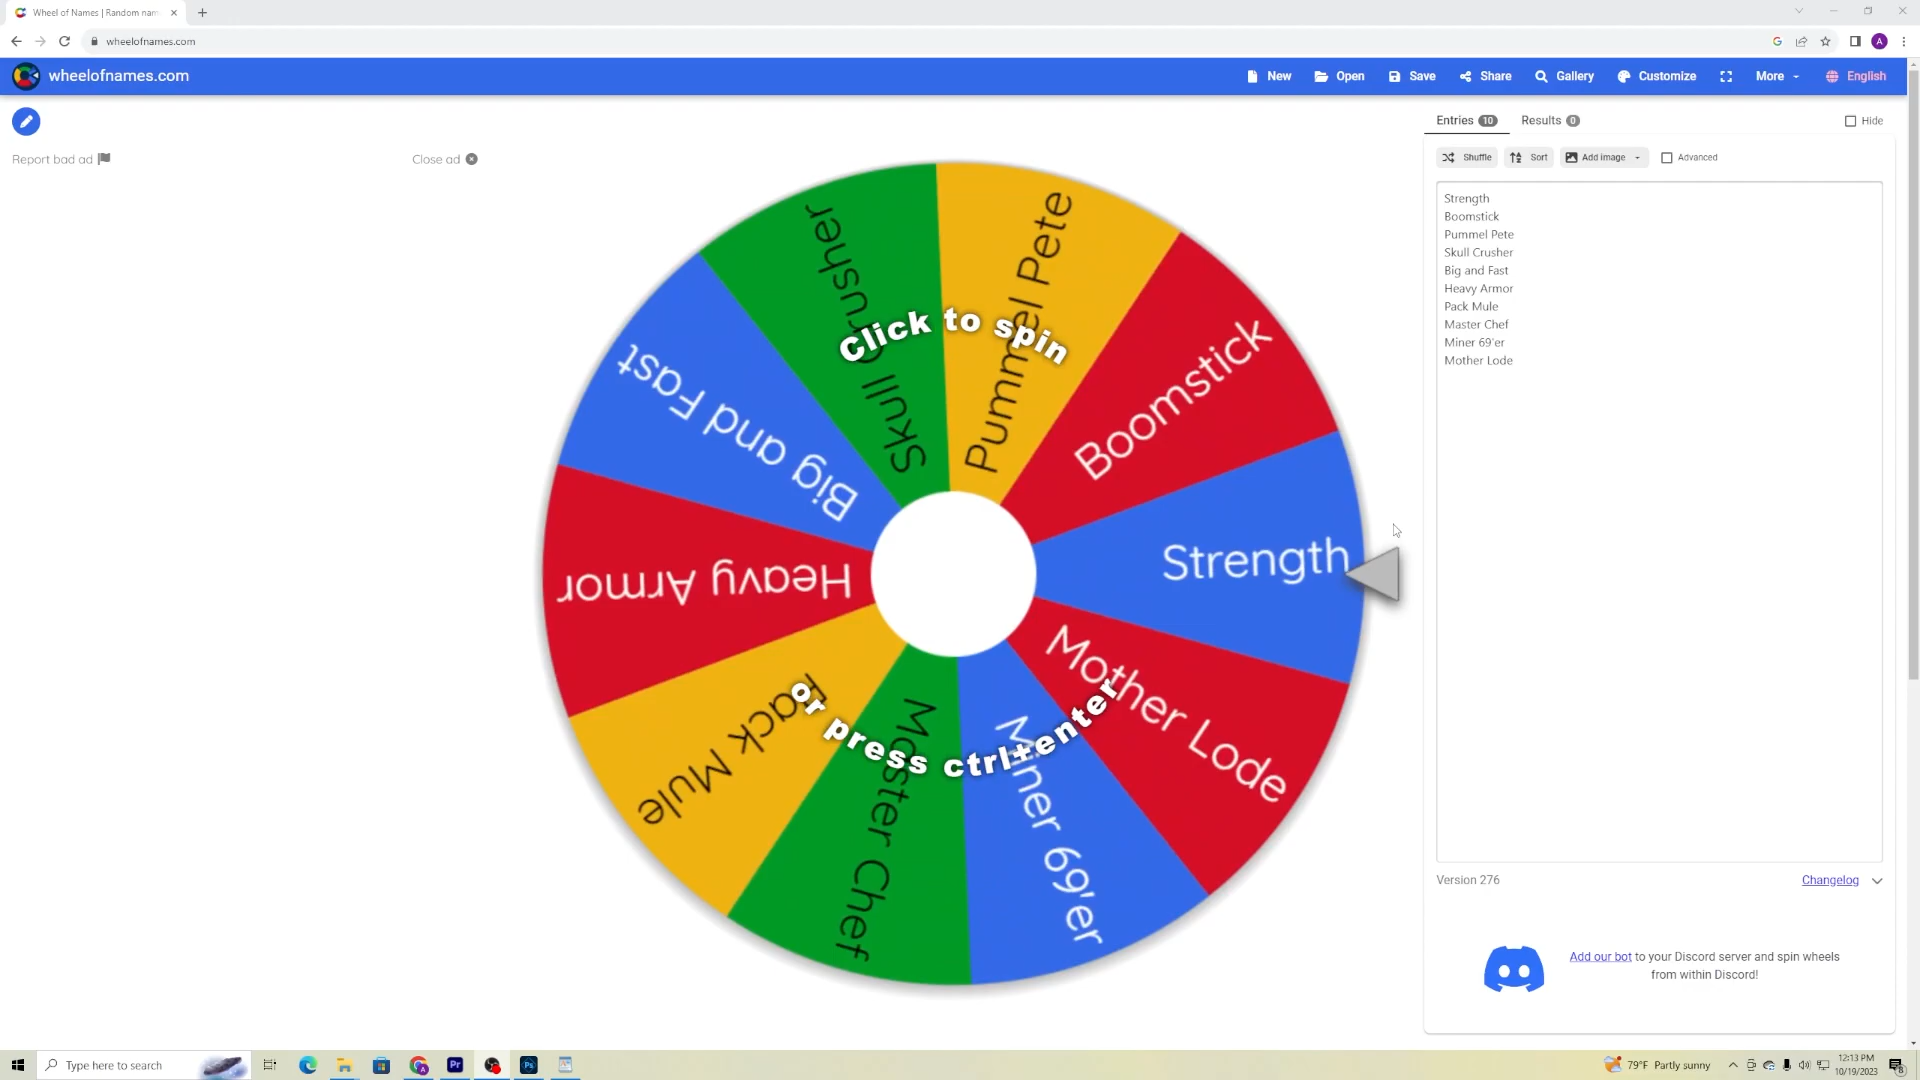 Wheel of Names | Random nam
wheelofnames.com
wheelofnames.com
New
Open
Save
Share
Gallery
Customize
More
English
Report bad ad
Close ad
Entries 10
Results 0
Hide
Shuffle
Sort
Add image
Advanced
Strength
Boomstick
Pummel Pete
Skull Crusher
Big and Fast
Heavy Armor
Pack Mule
Master Chef
Miner 69'er
Mother Lode
Click to spin
or press ctrl+enter
Skull Crusher
Pummel Pete
Boomstick
Strength
Mother Lode
Miner 69'er
Master Chef
Pack Mule
Heavy Armor
Big and Fast
Version 276
Changelog
Add our bot to your Discord server and spin wheels
from within Discord!
Type here to search
Pr
Ps
79°F Partly sunny
12:13 PM
10/19/2023